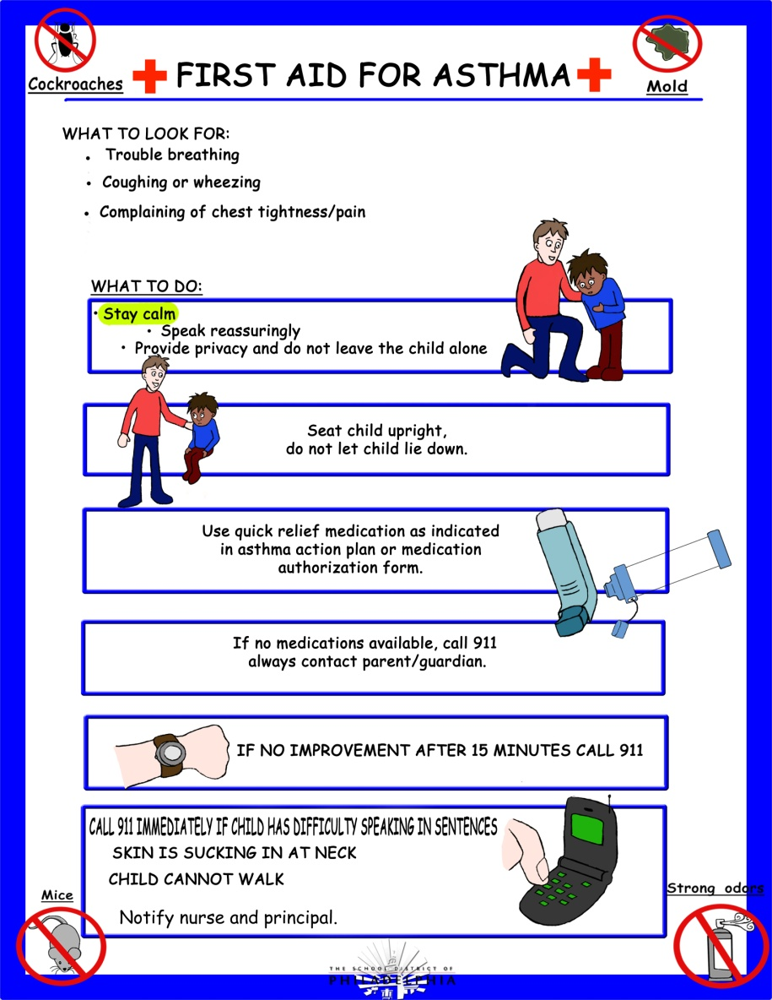 Cockroaches
FIRST AID FOR ASTHMA
Mold
WHAT TO LOOK FOR:
• Trouble breathing
• Coughing or wheezing
• Complaining of chest tightness/pain
WHAT TO DO:
• Stay calm
• Speak reassuringly
• Provide privacy and do not leave the child alone
Seat child upright,
do not let child lie down.
Use quick relief medication as indicated
in asthma action plan or medication
authorization form.
If no medications available, call 911
always contact parent/guardian.
IF NO IMPROVEMENT AFTER 15 MINUTES CALL 911
CALL 911 IMMEDIATELY IF CHILD HAS DIFFICULTY SPEAKING IN SENTENCES
SKIN IS SUCKING IN AT NECK
CHILD CANNOT WALK
Notify nurse and principal.
Mice
Strong odors
THE SCHOOL DISTRICT OF
PHILADELPHIA